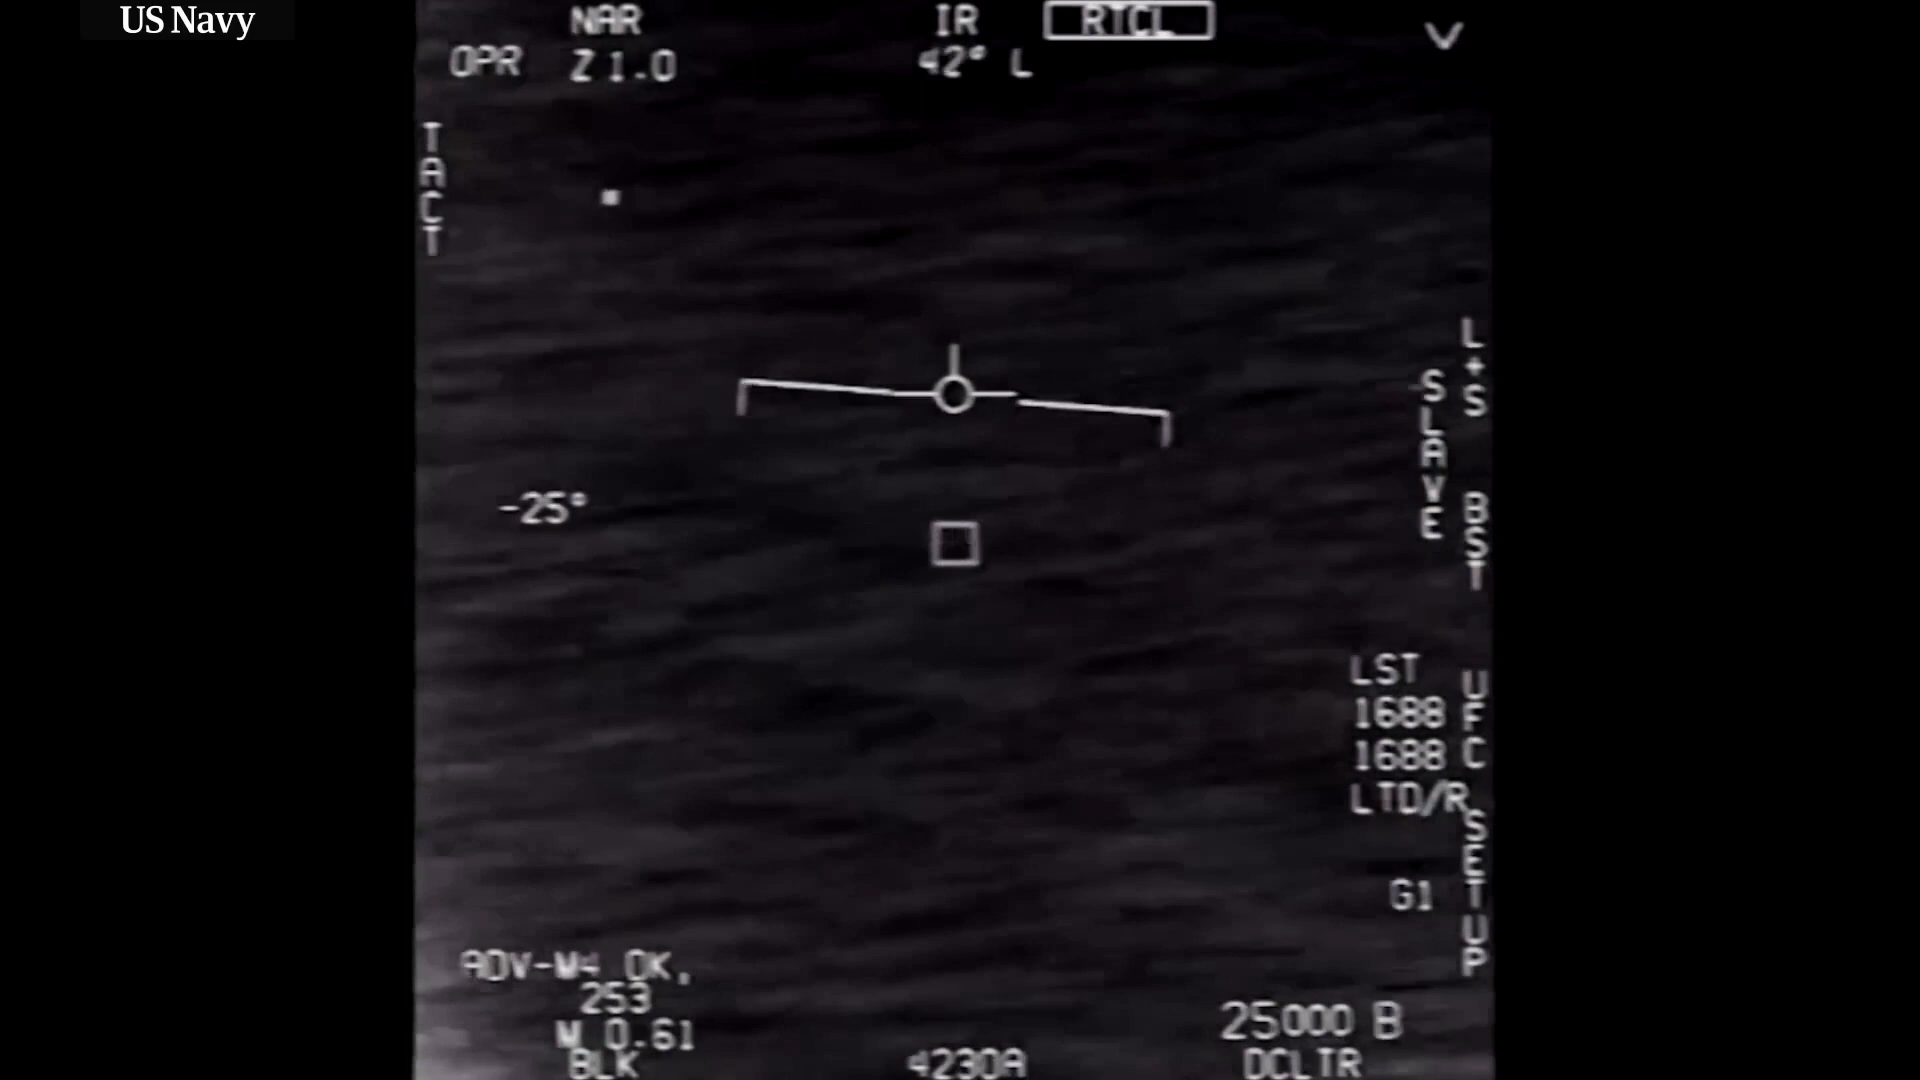 US Navy
NAR
IR
RTCL
OPR
Z 1.0
42° L
TACT
L+S
SLAVE
-25°
BST
LST
1688
1688
LTD/R
UFC
SETUP
G1
ADV-M4 OK,
253
M 0.61
BLK
4230A
25000 B
DCLTR